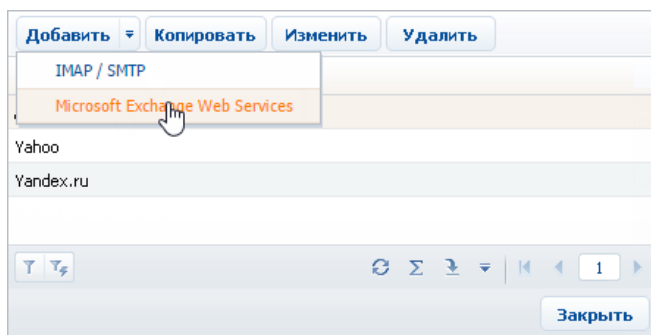 Добавить Копировать Изменить Удалить
IMAP / SMTP
Microsoft Exchange Web Services
Yahoo
Yandex.ru
1
Закрыть